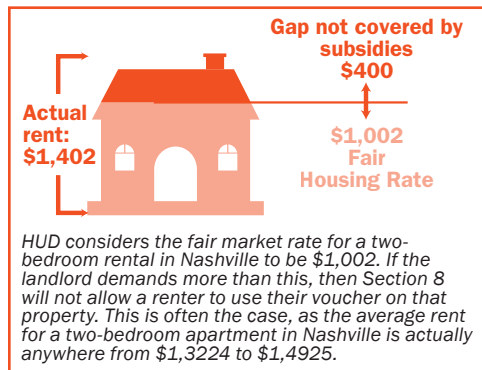 Gap not covered by
subsidies
$400
Actual
rent:
$1,402
$1,002
Fair
Housing Rate
HUD considers the fair market rate for a two-
bedroom rental in Nashville to be $1,002. If the
landlord demands more than this, then Section 8
will not allow a renter to use their voucher on that
property. This is often the case, as the average rent
for a two-bedroom apartment in Nashville is actually
anywhere from $1,3224 to $1,4925.